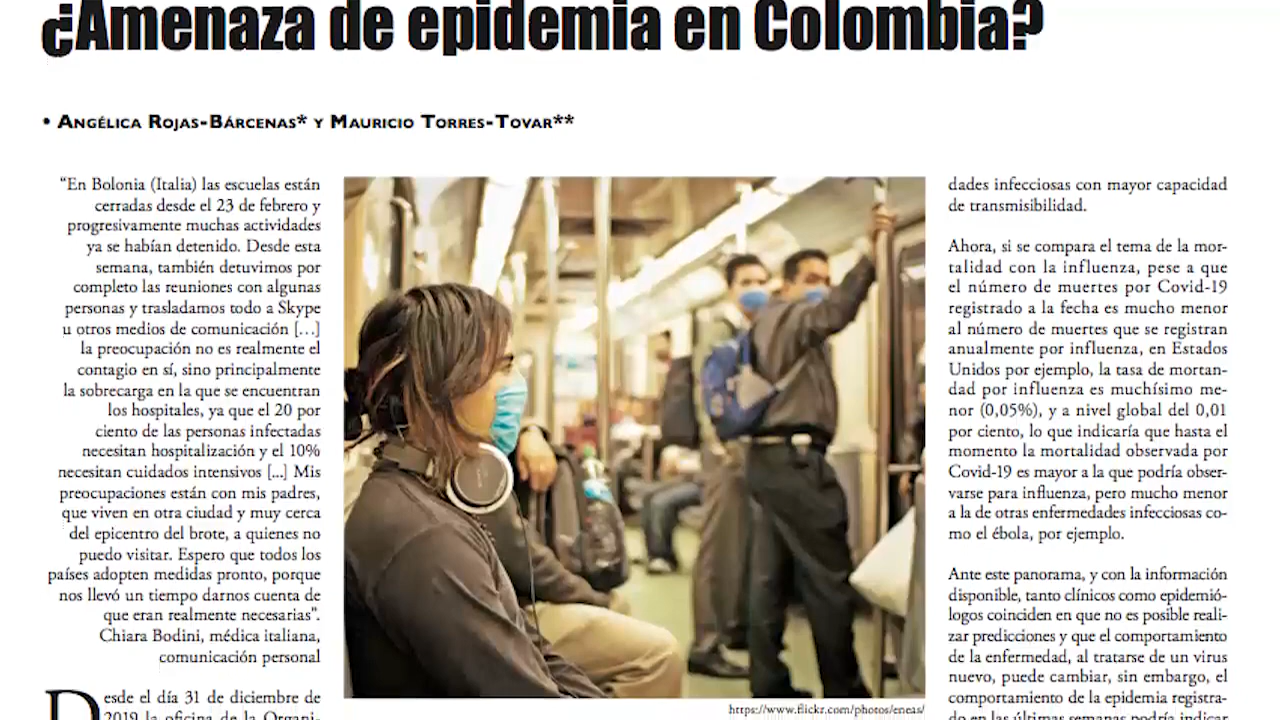 ¿Amenaza de epidemia en Colombia?
• Angélica Rojas-Bárcenas* y Mauricio Torres-Tovar**
“En Bolonia (Italia) las escuelas están
cerradas desde el 23 de febrero y
progresivamente muchas actividades
ya se habían detenido. Desde esta
semana, también detuvimos por
completo las reuniones con algunas
personas y trasladamos todo a Skype
u otros medios de comunicación [...]
la preocupación no es realmente el
contagio en sí, sino principalmente
la sobrecarga en la que se encuentran
los hospitales, ya que el 20 por
ciento de las personas infectadas
necesitan hospitalización y el 10%
necesitan cuidados intensivos [...] Mis
preocupaciones están con mis padres,
que viven en otra ciudad y muy cerca
del epicentro del brote, a quienes no
puedo visitar. Espero que todos los
países adopten medidas pronto, porque
nos llevó un tiempo darnos cuenta de
que eran realmente necesarias”.
Chiara Bodini, médica italiana,
comunicación personal
Desde el día 31 de diciembre de
2019 la oficina de la Organi-
https://www.flickr.com/photos/eneas/
dades infecciosas con mayor capacidad
de transmisibilidad.
Ahora, si se compara el tema de la mor-
talidad con la influenza, pese a que
el número de muertes por Covid-19
registrado a la fecha es mucho menor
al número de muertes que se registran
anualmente por influenza, en Estados
Unidos por ejemplo, la tasa de mortan-
dad por influenza es muchísimo me-
nor (0,05%), y a nivel global del 0,01
por ciento, lo que indicaría que hasta el
momento la mortalidad observada por
Covid-19 es mayor a la que podría obser-
varse para influenza, pero mucho menor
a la de otras enfermedades infecciosas co-
mo el ébola, por ejemplo.
Ante este panorama, y con la información
disponible, tanto clínicos como epidemió-
logos coinciden en que no es posible reali-
zar predicciones y que el comportamiento
de la enfermedad, al tratarse de un virus
nuevo, puede cambiar, sin embargo, el
comportamiento de la epidemia registra-
do en las últimas semanas podría indicar